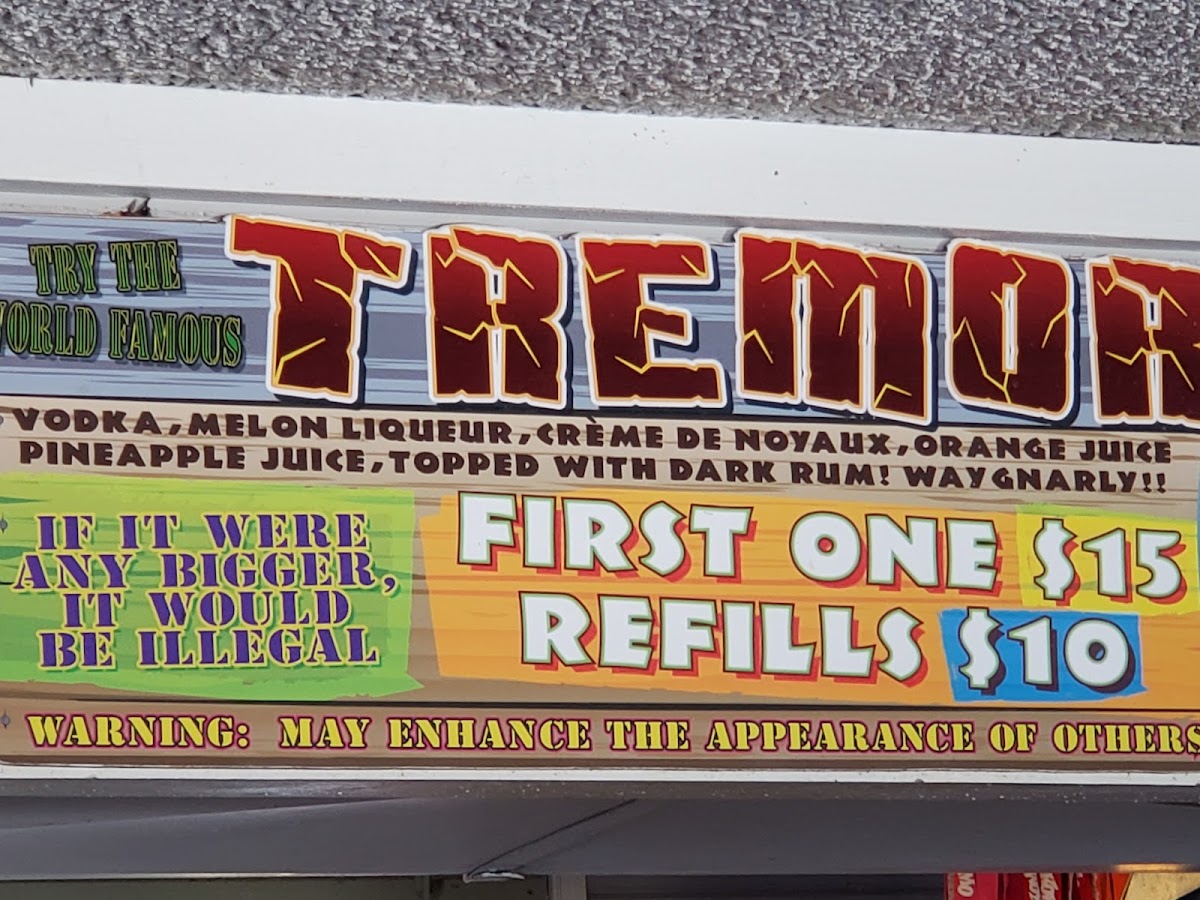 TRY THE
WORLD FAMOUS
TREMOR
VODKA, MELON LIQUEUR, CRÈME DE NOYAUX, ORANGE JUICE
PINEAPPLE JUICE, TOPPED WITH DARK RUM! WAYGNARLY!!
IF IT WERE
ANY BIGGER,
IT WOULD
BE ILLEGAL
FIRST ONE $15
REFILLS $10
WARNING: MAY ENHANCE THE APPEARANCE OF OTHERS